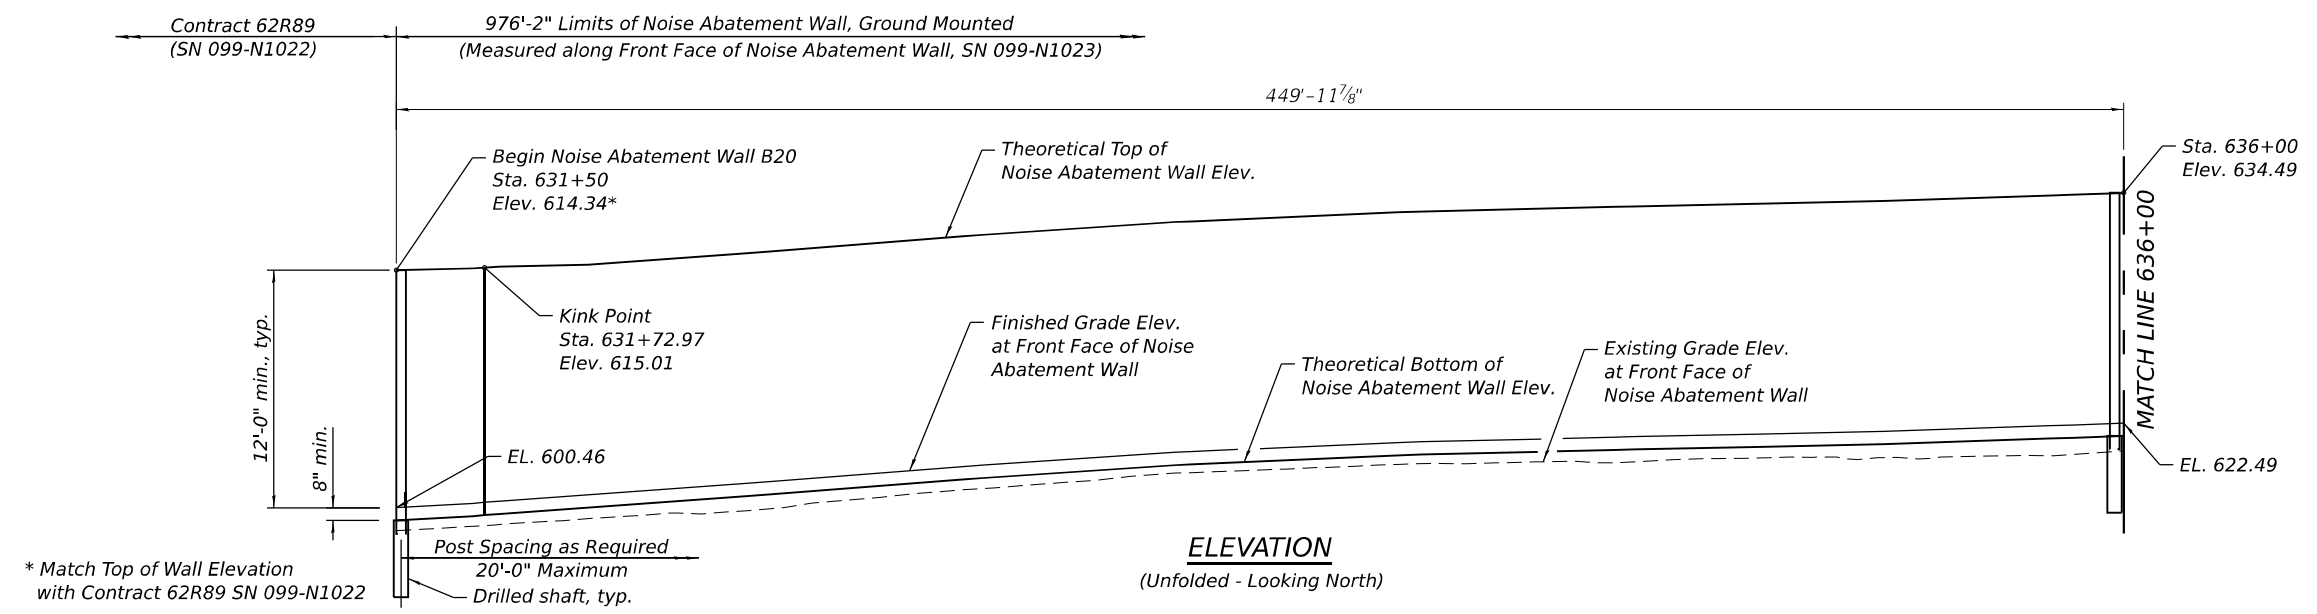 Contract 62R89
(SN 099-N1022)
976'-2" Limits of Noise Abatement Wall, Ground Mounted
(Measured along Front Face of Noise Abatement Wall, SN 099-N1023)
449'-11⅞"
Begin Noise Abatement Wall B20
Sta. 631+50
Elev. 614.34*
Theoretical Top of
Noise Abatement Wall Elev.
Sta. 636+00
Elev. 634.49
MATCH LINE 636+00
12'-0" min., typ.
8" min.
Kink Point
Sta. 631+72.97
Elev. 615.01
Finished Grade Elev.
at Front Face of Noise
Abatement Wall
Theoretical Bottom of
Noise Abatement Wall Elev.
Existing Grade Elev.
at Front Face of
Noise Abatement Wall
EL. 600.46
EL. 622.49
Post Spacing as Required
20'-0" Maximum
Drilled shaft, typ.
* Match Top of Wall Elevation
with Contract 62R89 SN 099-N1022
ELEVATION
(Unfolded - Looking North)